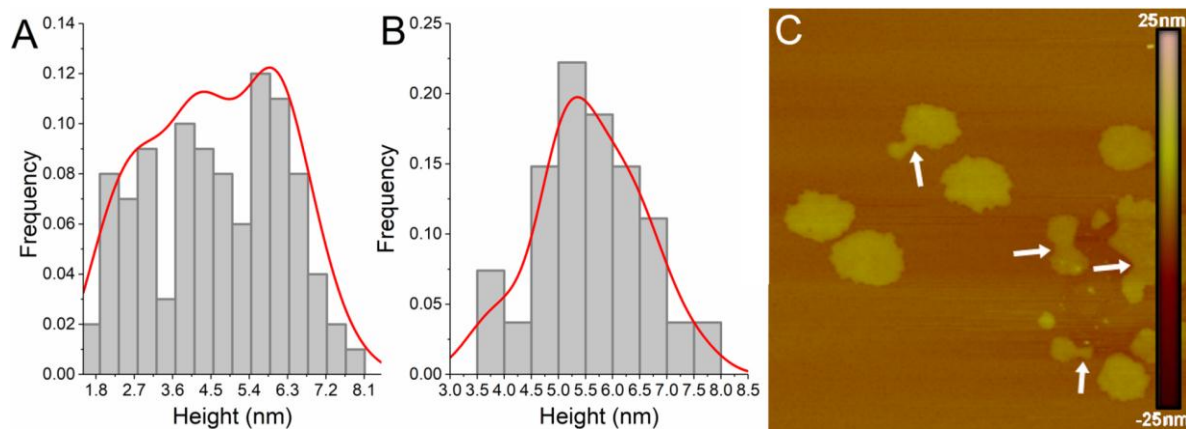 A
Frequency
0.14
0.12
0.10
0.08
0.06
0.04
0.02
0.00
1.8 2.7 3.6 4.5 5.4 6.3 7.2 8.1
Height (nm)
B
Frequency
0.25
0.20
0.15
0.10
0.05
0.00
3.0 3.5 4.0 4.5 5.0 5.5 6.0 6.5 7.0 7.5 8.0 8.5
Height (nm)
C
25nm
-25nm